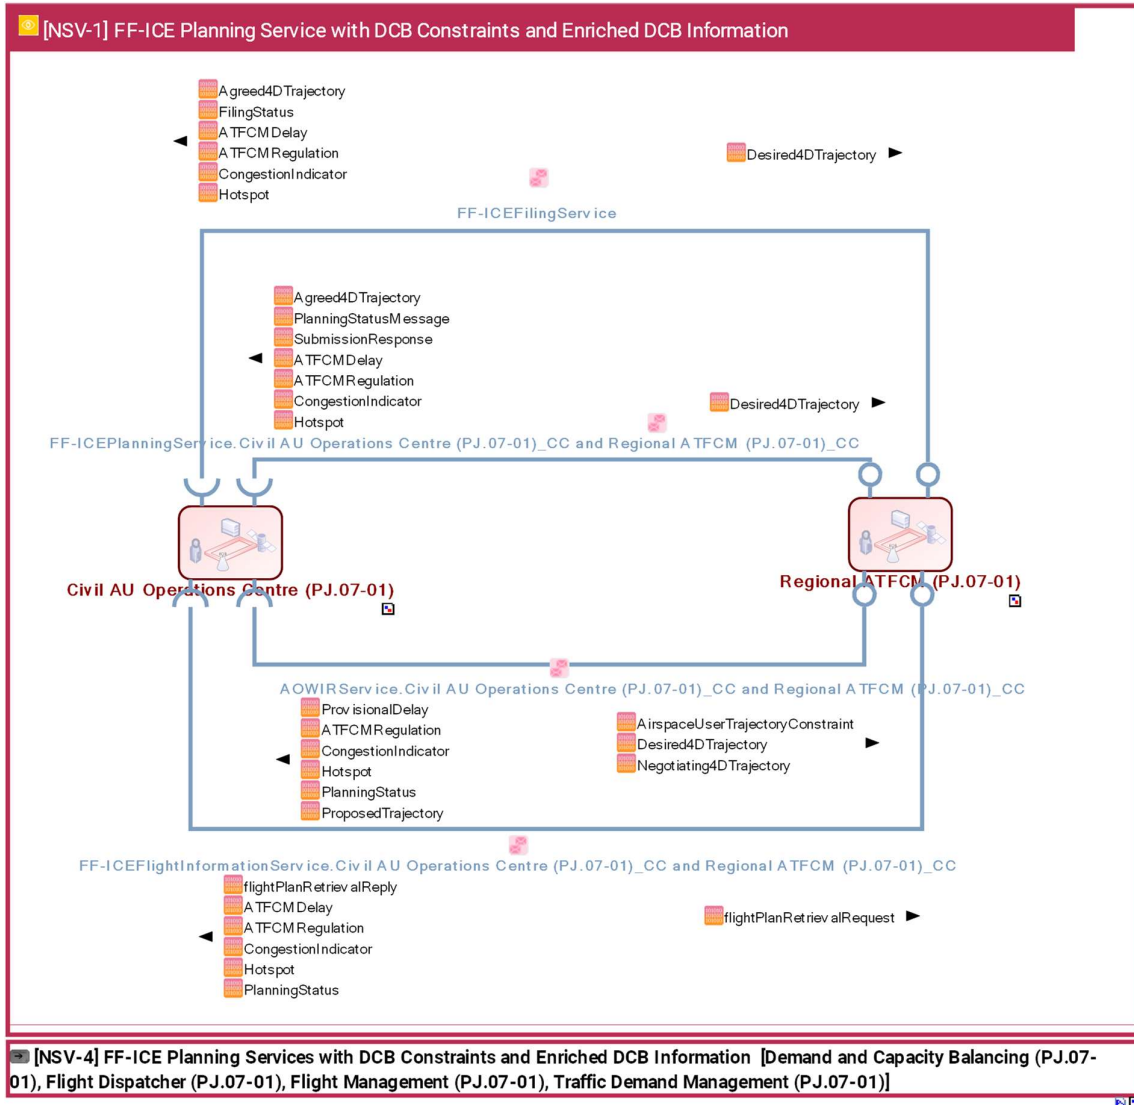 [NSV-1] FF-ICE Planning Service with DCB Constraints and Enriched DCB Information
Agreed4DTrajectory
FilingStatus
ATFCMDelay
ATFCMRegulation
CongestionIndicator
Hotspot
Desired4DTrajectory
FF-ICEFilingService
Agreed4DTrajectory
PlanningStatusMessage
SubmissionResponse
ATFCMDelay
ATFCMRegulation
CongestionIndicator
Hotspot
Desired4DTrajectory
FF-ICEPlanningService.Civil AU Operations Centre (PJ.07-01)_CC and Regional ATFCM (PJ.07-01)_CC
Civil AU Operations Centre (PJ.07-01)
Regional ATFCM (PJ.07-01)
AOWIRService.Civil AU Operations Centre (PJ.07-01)_CC and Regional ATFCM (PJ.07-01)_CC
ProvisionalDelay
ATFCMRegulation
CongestionIndicator
Hotspot
PlanningStatus
ProposedTrajectory
AirspaceUserTrajectoryConstraint
Desired4DTrajectory
Negotiating4DTrajectory
FF-ICEFlightInformationService.Civil AU Operations Centre (PJ.07-01)_CC and Regional ATFCM (PJ.07-01)_CC
flightPlanRetrievalReply
ATFCMDelay
ATFCMRegulation
CongestionIndicator
Hotspot
PlanningStatus
flightPlanRetrievalRequest
[NSV-4] FF-ICE Planning Services with DCB Constraints and Enriched DCB Information [Demand and Capacity Balancing (PJ.07-
01), Flight Dispatcher (PJ.07-01), Flight Management (PJ.07-01), Traffic Demand Management (PJ.07-01)]